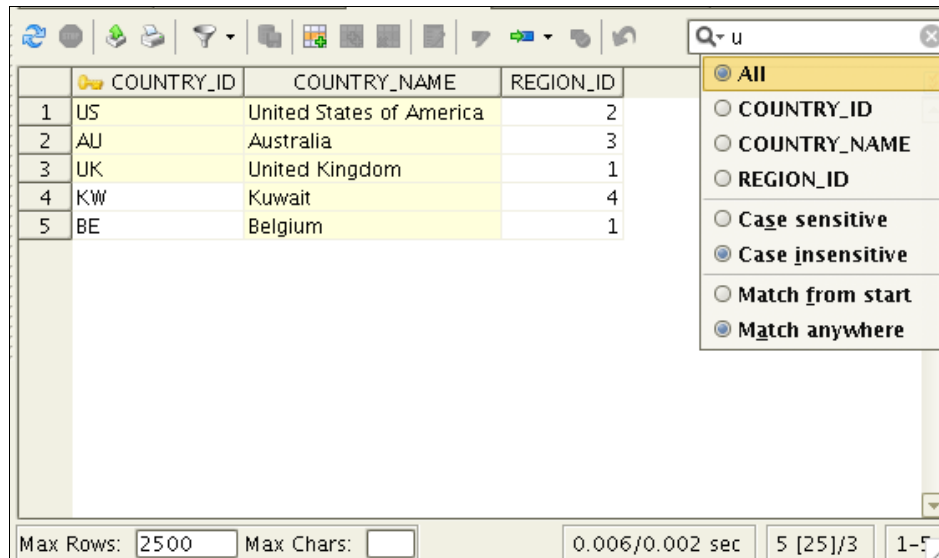 u
COUNTRY_ID COUNTRY_NAME REGION_ID
1 US United States of America 2
2 AU Australia 3
3 UK United Kingdom 1
4 KW Kuwait 4
5 BE Belgium 1
All
COUNTRY_ID
COUNTRY_NAME
REGION_ID
Case sensitive
Case insensitive
Match from start
Match anywhere
Max Rows: 2500 Max Chars: 0.006/0.002 sec 5 [25]/3 1-5